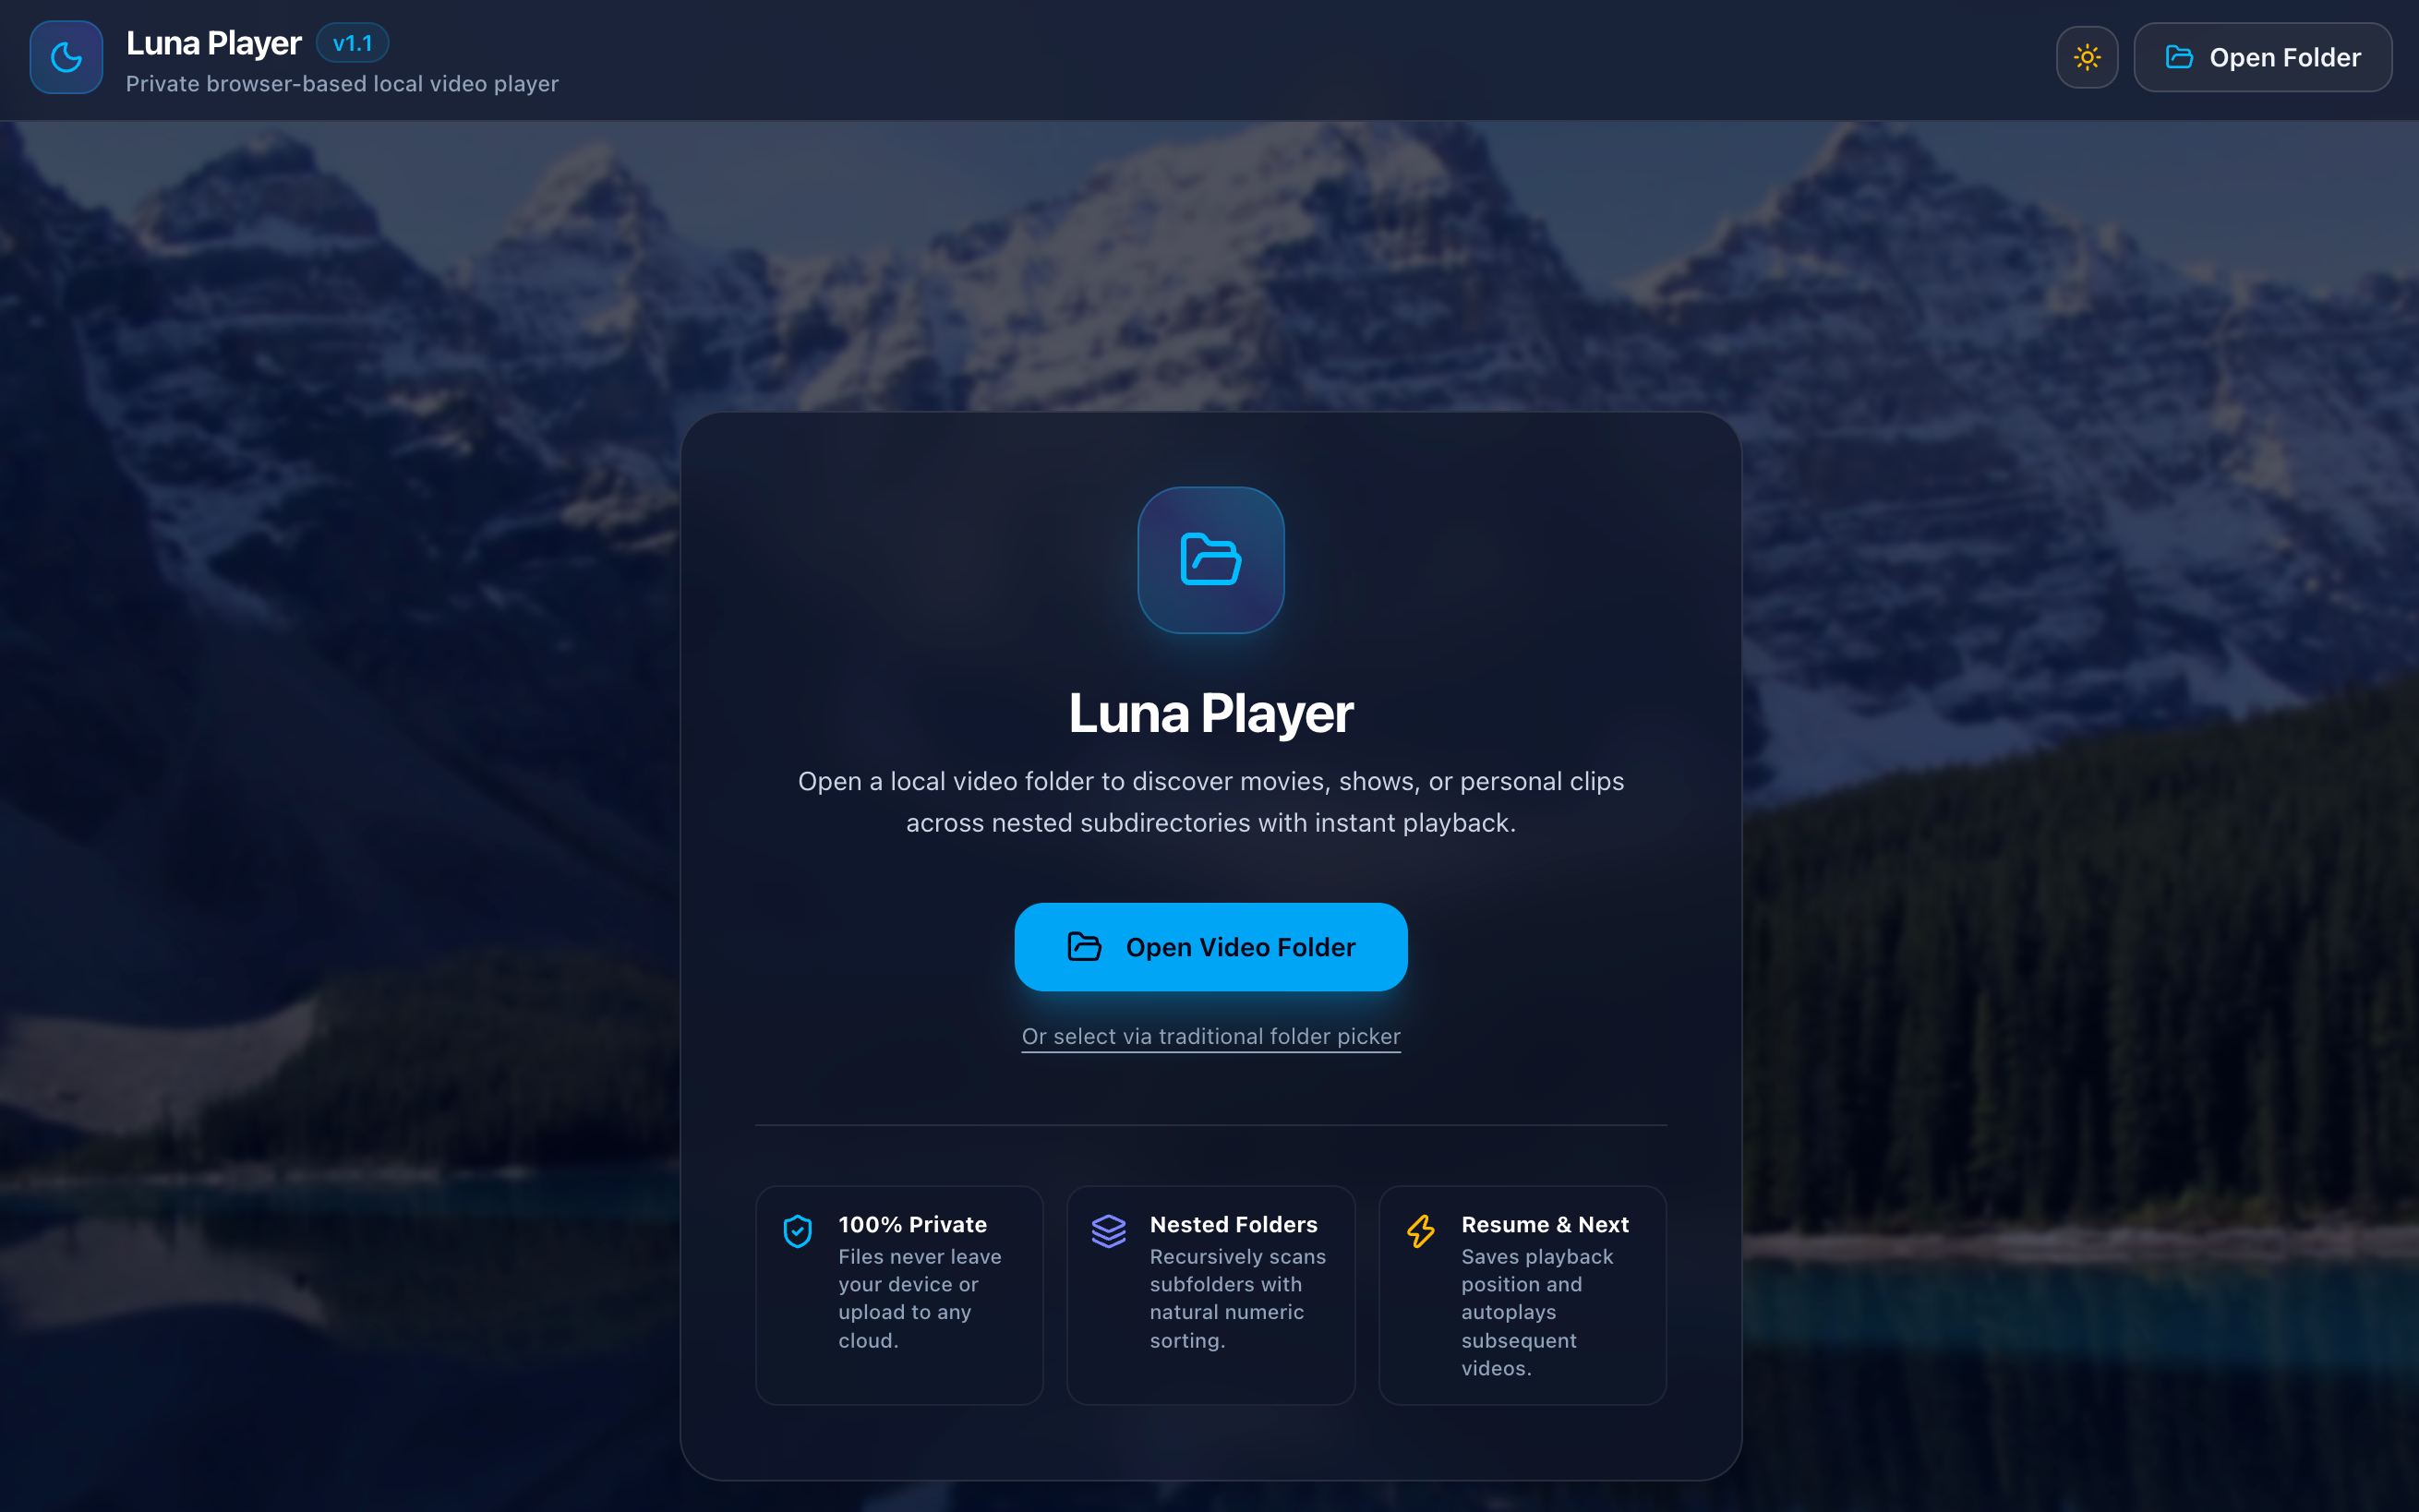 Luna Player v1.1
Private browser-based local video player
Open Folder
Luna Player
Open a local video folder to discover movies, shows, or personal clips
across nested subdirectories with instant playback.
Open Video Folder
Or select via traditional folder picker
100% Private
Files never leave
your device or
upload to any
cloud.
Nested Folders
Recursively scans
subfolders with
natural numeric
sorting.
Resume & Next
Saves playback
position and
autoplays
subsequent
videos.